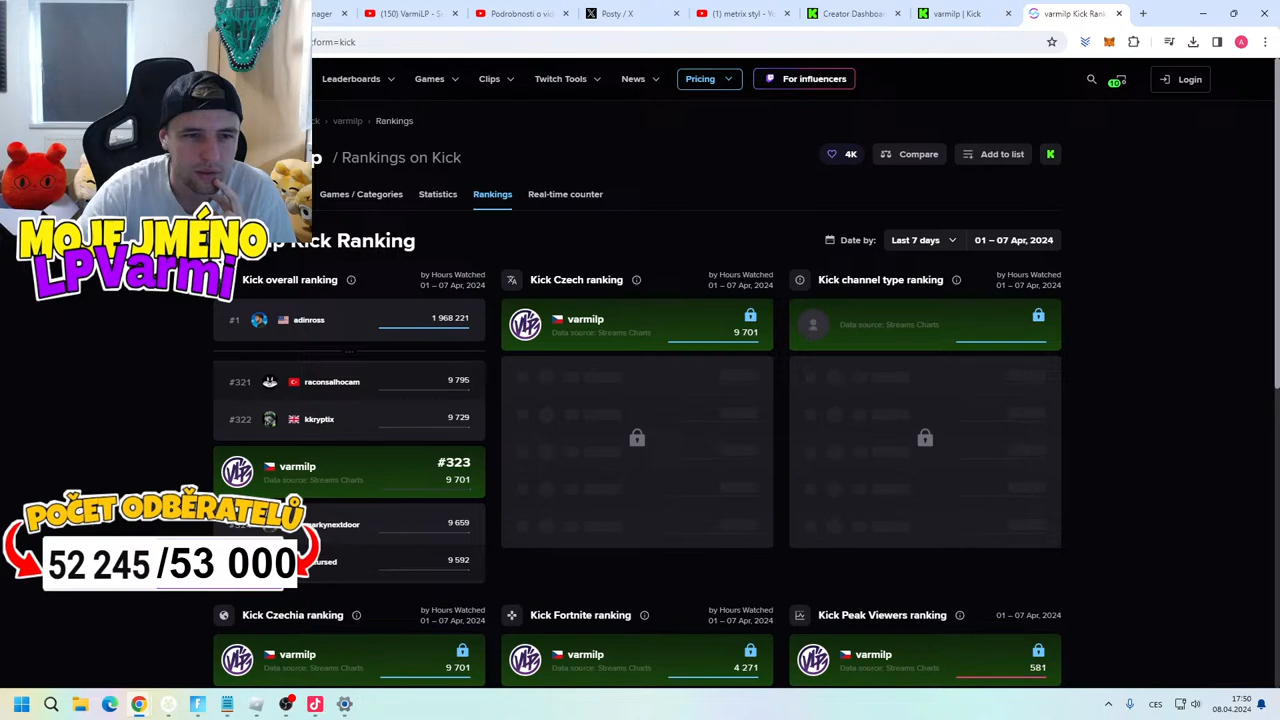 nager
(150) VarmiLP - S
Podrobnosti o vid
Posty / X
(1) metrix styl - Yo
Creator Dashboa
varmilp | Kick
varmilp Kick Rank
form=kick
Leaderboards
Games
Clips
Twitch Tools
News
Pricing
For influencers
10
Login
ck
varmilp
Rankings
/ Rankings on Kick
4K
Compare
Add to list
Games / Categories
Statistics
Rankings
Real-time counter
Kick Ranking
Date by:
Last 7 days
01 – 07 Apr, 2024
MOJE JMÉNO
LPVarmi
Kick overall ranking
by Hours Watched
01 – 07 Apr, 2024
#1
adinross
1 968 221
#321
raconsalhocam
9 795
#322
kkryptix
9 729
varmilp
#323
Data source: Streams Charts
9 701
arkynextdoor
9 659
ursed
9 592
Kick Czech ranking
by Hours Watched
01 – 07 Apr, 2024
varmilp
Data source: Streams Charts
9 701
Kick channel type ranking
by Hours Watched
01 – 07 Apr, 2024
Data source: Streams Charts
POČET ODBĚRATELŮ
52 245 /53 000
Kick Czechia ranking
by Hours Watched
01 – 07 Apr, 2024
varmilp
Data source: Streams Charts
9 701
Kick Fortnite ranking
by Hours Watched
01 – 07 Apr, 2024
varmilp
Data source: Streams Charts
4 271
Kick Peak Viewers ranking
01 – 07 Apr, 2024
varmilp
Data source: Streams Charts
581
CES
17:50
08.04.2024